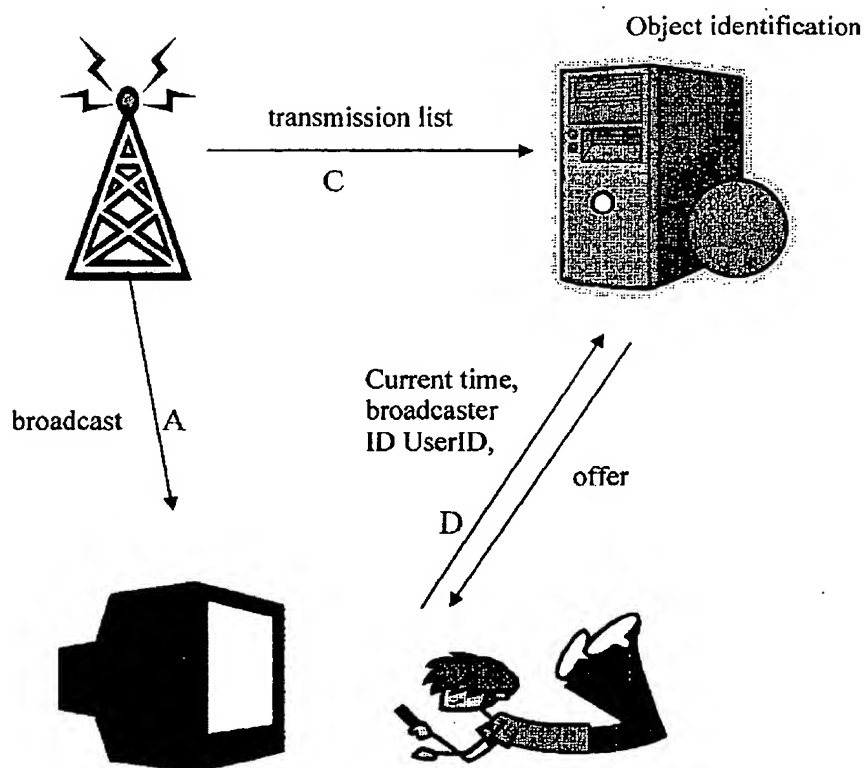 Object identification
transmission list
C
Current time,
broadcaster
ID UserID,
broadcast
A
offer
D